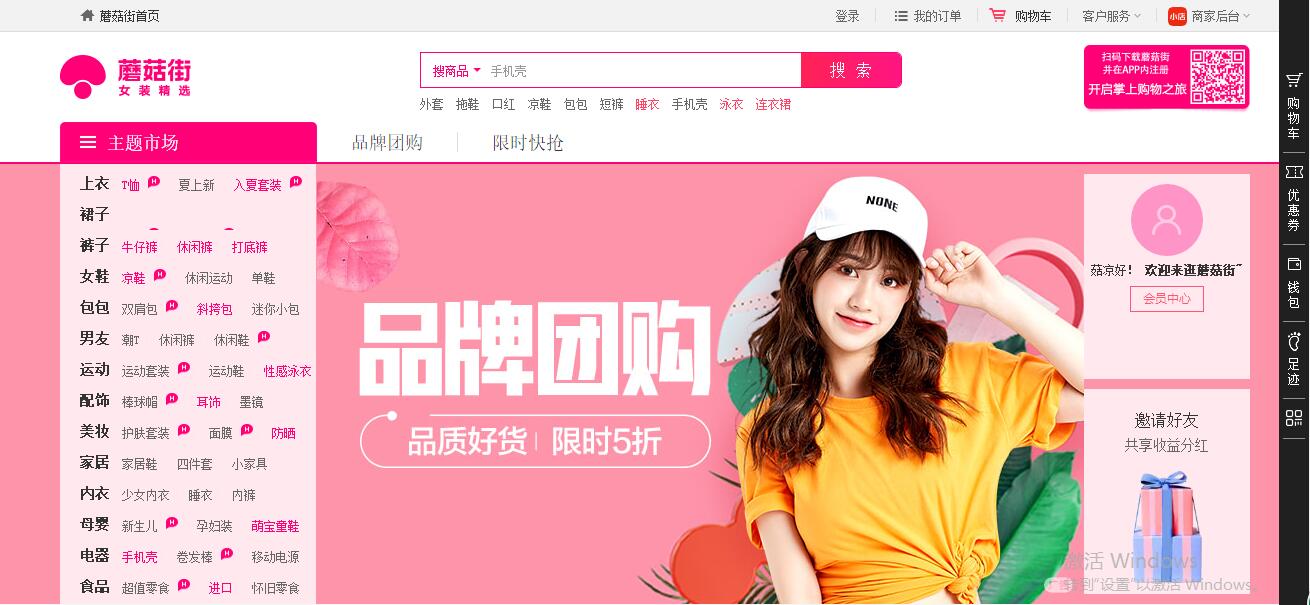 蘑菇街首页
登录
我的订单
购物车
客户服务
小店 商家后台
蘑菇街
女装精选
搜商品 手机壳
搜 索
外套 拖鞋 口红 凉鞋 包包 短裤 睡衣 手机壳 泳衣 连衣裙
扫码下载蘑菇街
并在APP内注册
开启掌上购物之旅
主题市场
品牌团购
限时快抢
上衣 T恤 H 夏上新 入夏套装 H
裙子
裤子 牛仔裤 休闲裤 打底裤
女鞋 凉鞋 H 休闲运动 单鞋
包包 双肩包 H 斜挎包 迷你小包
男友 潮T 休闲裤 休闲鞋 H
运动 运动套装 H 运动鞋 性感泳衣
配饰 棒球帽 H 耳饰 墨镜
美妆 护肤套装 H 面膜 H 防晒
家居 家居鞋 四件套 小家具
内衣 少女内衣 睡衣 内裤
母婴 新生儿 H 孕妇装 萌宝童鞋
电器 手机壳 卷发棒 H 移动电源
食品 超值零食 H 进口 怀旧零食
NONE
品牌团购
品质好货 限时5折
菇凉好！ 欢迎来逛蘑菇街~
会员中心
邀请好友
共享收益分红
激活 Windows
转到"设置"以激活 Windows
购物车
优惠券
钱包
足迹